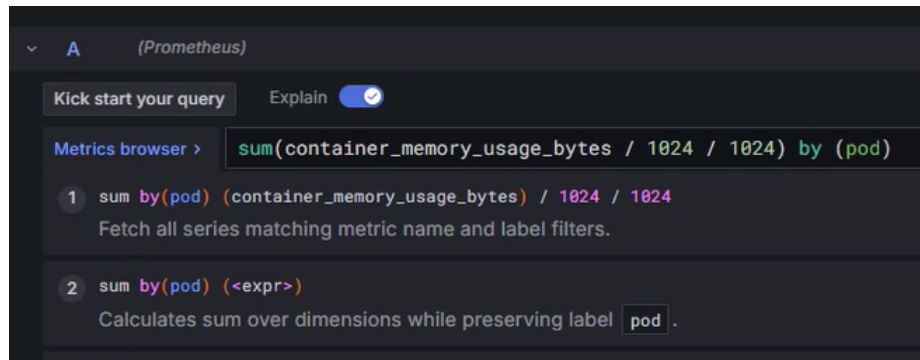 A (Prometheus)
Kick start your query Explain
Metrics browser > sum(container_memory_usage_bytes / 1024 / 1024) by (pod)
1 sum by(pod) (container_memory_usage_bytes) / 1024 / 1024
Fetch all series matching metric name and label filters.
2 sum by(pod) (<expr>)
Calculates sum over dimensions while preserving label pod .